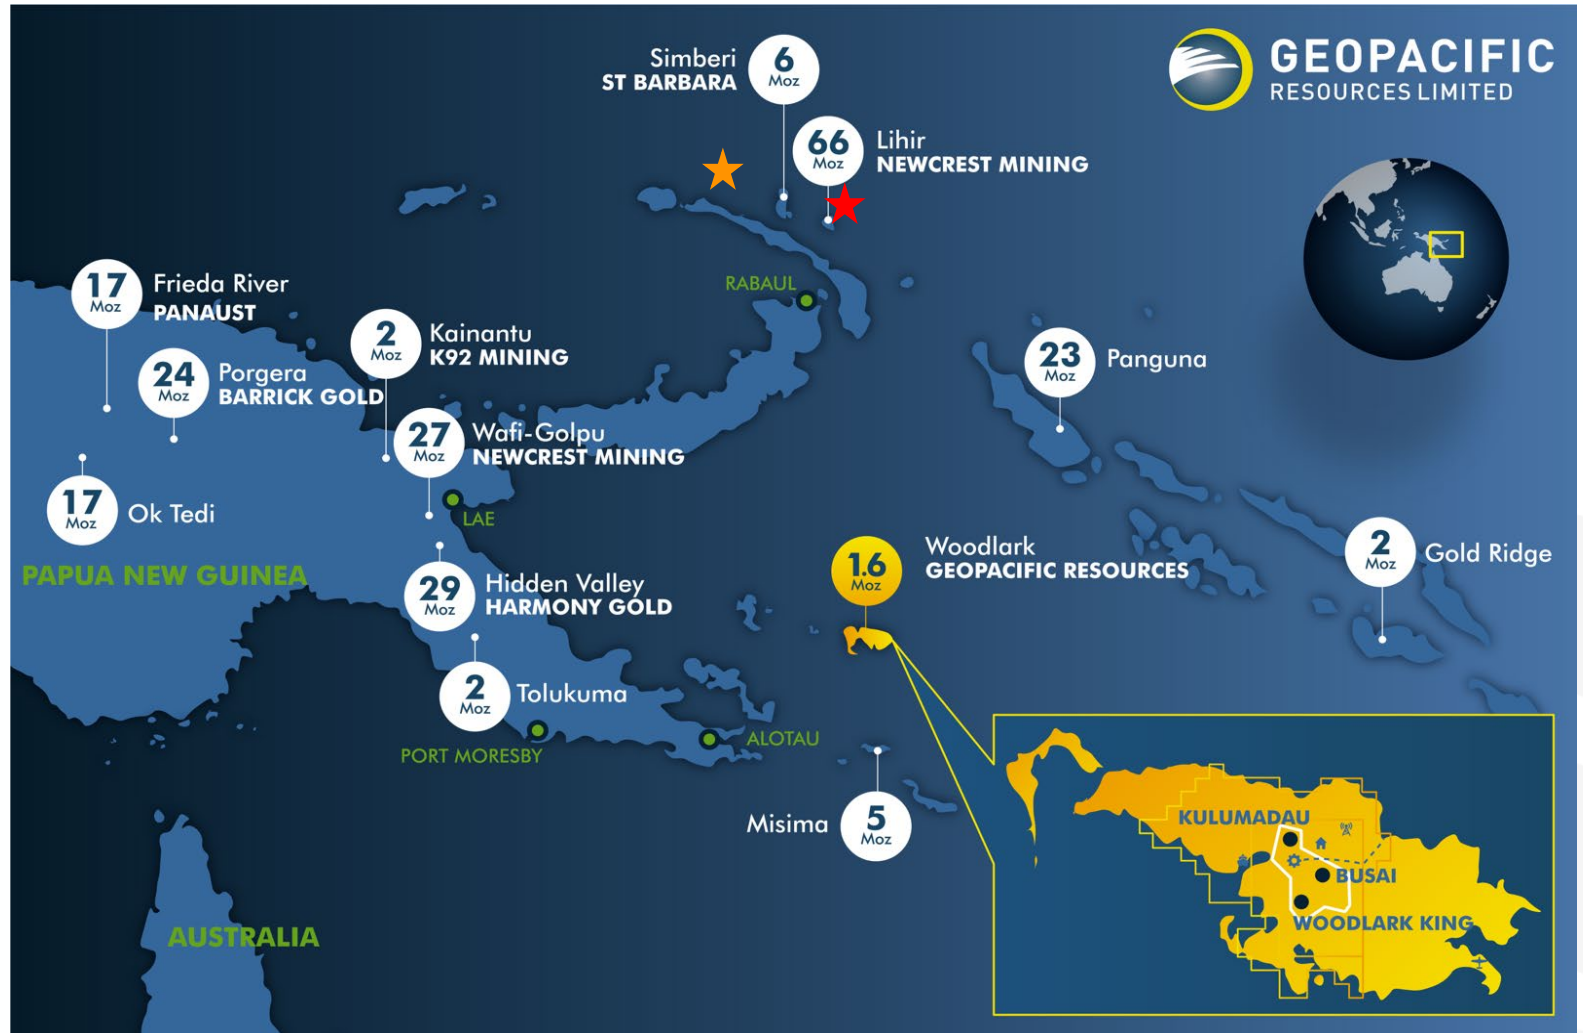 Simberi
ST BARBARA
6
Moz
GEOPACIFIC
RESOURCES LIMITED
66
Moz
Lihir
NEWCREST MINING
17
Moz
Frieda River
PANAUST
RABAUL
2
Moz
Kainantu
K92 MINING
24
Moz
Porgera
BARRICK GOLD
23
Moz
Panguna
27
Moz
Wafi-Golpu
NEWCREST MINING
17
Moz
Ok Tedi
LAE
PAPUA NEW GUINEA
1.6
Moz
Woodlark
GEOPACIFIC RESOURCES
2
Moz
Gold Ridge
29
Moz
Hidden Valley
HARMONY GOLD
2
Moz
Tolukuma
PORT MORESBY
ALOTAU
Misima
5
Moz
KULUMADAU
BUSAI
WOODLARK KING
AUSTRALIA